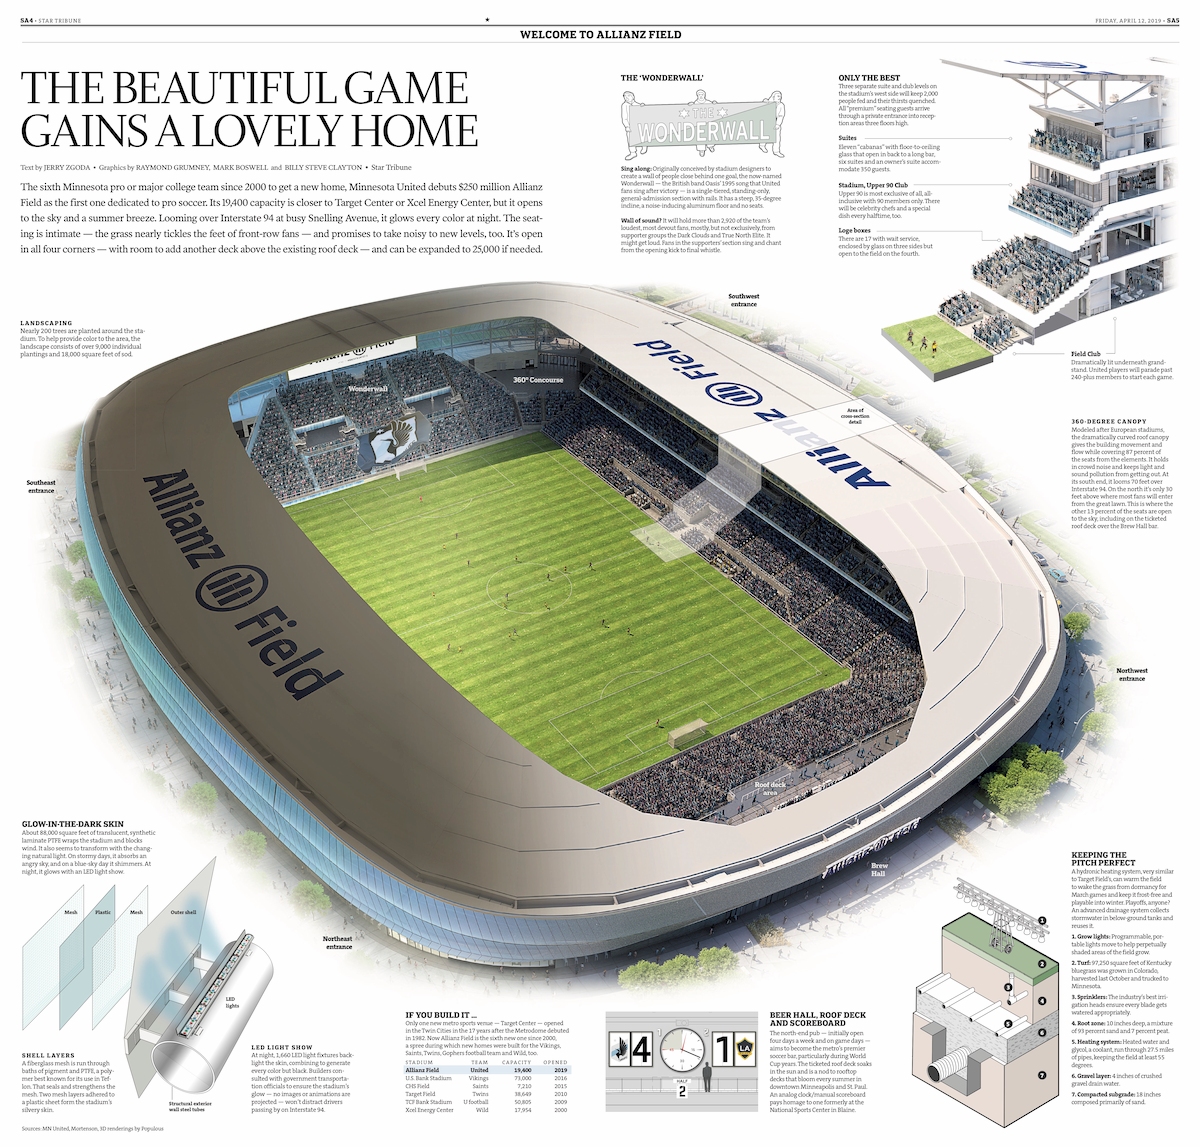 SA4 • STAR TRIBUNE
★
FRIDAY, APRIL 12, 2019 • SA5
WELCOME TO ALLIANZ FIELD
THE BEAUTIFUL GAME
GAINS A LOVELY HOME
Text by JERRY ZGODA • Graphics by RAYMOND GRUMNEY, MARK BOSWELL and BILLY STEVE CLAYTON • Star Tribune
The sixth Minnesota pro or major college team since 2000 to get a new home, Minnesota United debuts $250 million Allianz
Field as the first one dedicated to pro soccer. Its 19,400 capacity is closer to Target Center or Xcel Energy Center, but it opens
to the sky and a summer breeze. Looming over Interstate 94 at busy Snelling Avenue, it glows every color at night. The seat-
ing is intimate — the grass nearly tickles the feet of front-row fans — and promises to take noisy to new levels, too. It's open
in all four corners — with room to add another deck above the existing roof deck — and can be expanded to 25,000 if needed.
THE 'WONDERWALL'
THE
WONDERWALL
Sing along: Originally conceived by stadium designers to
create a wall of people close behind one goal, the now-named
Wonderwall — the British band Oasis' 1995 song that United
fans sing after victory — is a single-tiered, standing-only,
general-admission section with rails. It has a steep, 35-degree
incline, a noise-inducing aluminum floor and no seats.
Wall of sound? It will hold more than 2,920 of the team's
loudest, most devout fans, mostly, but not exclusively, from
supporter groups the Dark Clouds and True North Elite. It
might get loud. Fans in the supporters' section sing and chant
from the opening kick to final whistle.
ONLY THE BEST
Three separate suite and club levels on
the stadium's west side will keep 2,000
people fed and their thirsts quenched.
All "premium" seating guests arrive
through a private entrance into recep-
tion areas three floors high.
Suites
Eleven "cabanas" with floor-to-ceiling
glass that open in back to a long bar,
six suites and an owner's suite accom-
modate 350 guests.
Stadium, Upper 90 Club
Upper 90 is most exclusive of all, all-
inclusive with 90 members only. There
will be celebrity chefs and a special
dish every halftime, too.
Loge boxes
There are 17 with wait service,
enclosed by glass on three sides but
open to the field on the fourth.
Field Club
Dramatically lit underneath grand-
stand. United players will parade past
240-plus members to start each game.
LANDSCAPING
Nearly 200 trees are planted around the sta-
dium. To help provide color to the area, the
landscape consists of over 9,000 individual
plantings and 18,000 square feet of sod.
Southwest
entrance
Allianz Field
Wonderwall
360° Concourse
Allianz Field
Area of
cross-section
detail
360-DEGREE CANOPY
Modeled after European stadiums,
the dramatically curved roof canopy
gives the building movement and
flow while covering 87 percent of
the seats from the elements. It holds
in crowd noise and keeps light and
sound pollution from getting out. At
its south end, it looms 70 feet over
Interstate 94. On the north it's only 30
feet above where most fans will enter
from the great lawn. This is where the
other 13 percent of the seats are open
to the sky, including on the ticketed
roof deck over the Brew Hall bar.
Southeast
entrance
Allianz Field
Northwest
entrance
Roof deck
area
Allianz Field
Brew
Hall
Northeast
entrance
GLOW-IN-THE-DARK SKIN
About 88,000 square feet of translucent, synthetic
laminate PTFE wraps the stadium and blocks
wind. It also seems to transform with the chang-
ing natural light. On stormy days, it absorbs an
angry sky, and on a blue-sky day it shimmers. At
night, it glows with an LED light show.
Mesh
Plastic
Mesh
Outer shell
LED
lights
SHELL LAYERS
A fiberglass mesh is run through
baths of pigment and PTFE, a poly-
mer best known for its use in Tef-
lon. That seals and strengthens the
mesh. Two mesh layers adhered to
a plastic sheet form the stadium's
silvery skin.
Structural exterior
wall steel tubes
LED LIGHT SHOW
At night, 1,660 LED light fixtures back-
light the skin, combining to generate
every color but black. Builders con-
sulted with government transporta-
tion officials to ensure the stadium's
glow — no images or animations are
projected — won't distract drivers
passing by on Interstate 94.
IF YOU BUILD IT ...
Only one new metro sports venue — Target Center — opened
in the Twin Cities in the 17 years after the Metrodome debuted
in 1982. Now Allianz Field is the sixth new one since 2000,
a spree during which new homes were built for the Vikings,
Saints, Twins, Gophers football team and Wild, too.
STADIUM TEAM CAPACITY OPENED
Allianz Field United 19,400 2019
U.S. Bank Stadium Vikings 73,000 2016
CHS Field Saints 7,210 2015
Target Field Twins 38,649 2010
TCF Bank Stadium U football 50,805 2009
Xcel Energy Center Wild 17,954 2000
4
1
LA
HALF
2
BEER HALL, ROOF DECK
AND SCOREBOARD
The north-end pub — initially open
four days a week and on game days —
aims to become the metro's premier
soccer bar, particularly during World
Cup years. The ticketed roof deck soaks
in the sun and is a nod to rooftop
decks that bloom every summer in
downtown Minneapolis and St. Paul.
An analog clock/manual scoreboard
pays homage to one formerly at the
National Sports Center in Blaine.
KEEPING THE
PITCH PERFECT
A hydronic heating system, very similar
to Target Field's, can warm the field
to wake the grass from dormancy for
March games and keep it frost-free and
playable into winter. Playoffs, anyone?
An advanced drainage system collects
stormwater in below-ground tanks and
reuses it.
1. Grow lights: Programmable, por-
table lights move to help perpetually
shaded areas of the field grow.
2. Turf: 97,250 square feet of Kentucky
bluegrass was grown in Colorado,
harvested last October and trucked to
Minnesota.
3. Sprinklers: The industry's best irri-
gation heads ensure every blade gets
watered appropriately.
4. Root zone: 10 inches deep, a mixture
of 93 percent sand and 7 percent peat.
5. Heating system: Heated water and
glycol, a coolant, run through 27.5 miles
of pipes, keeping the field at least 55
degrees.
6. Gravel layer: 4 inches of crushed
gravel drain water.
7. Compacted subgrade: 18 inches
composed primarily of sand.
1
2
3
4
5
6
7
Sources: MN United, Mortenson, 3D renderings by Populous